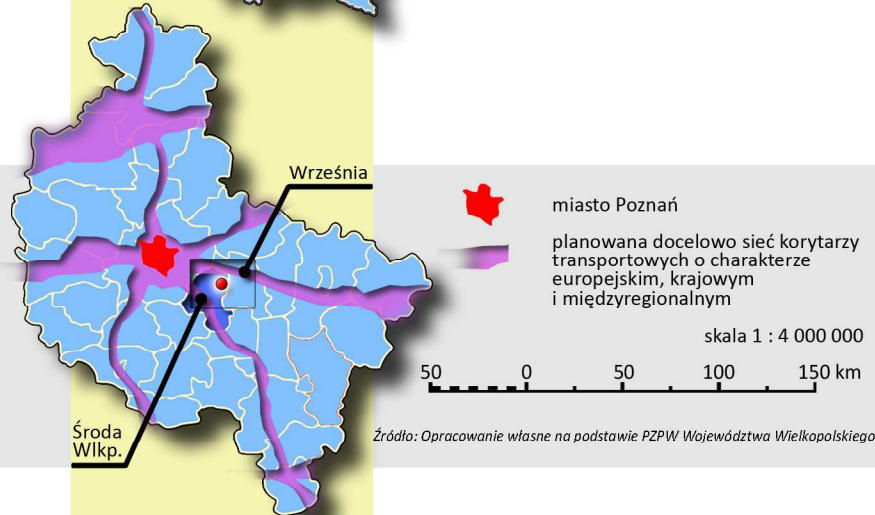 Września
miasto Poznań
planowana docelowo sieć korytarzy
transportowych o charakterze
europejskim, krajowym
i międzyregionalnym
skala 1 : 4 000 000
50 0 50 100 150 km
Środa
Wlkp.
Źródło: Opracowanie własne na podstawie PZPW Województwa Wielkopolskiego